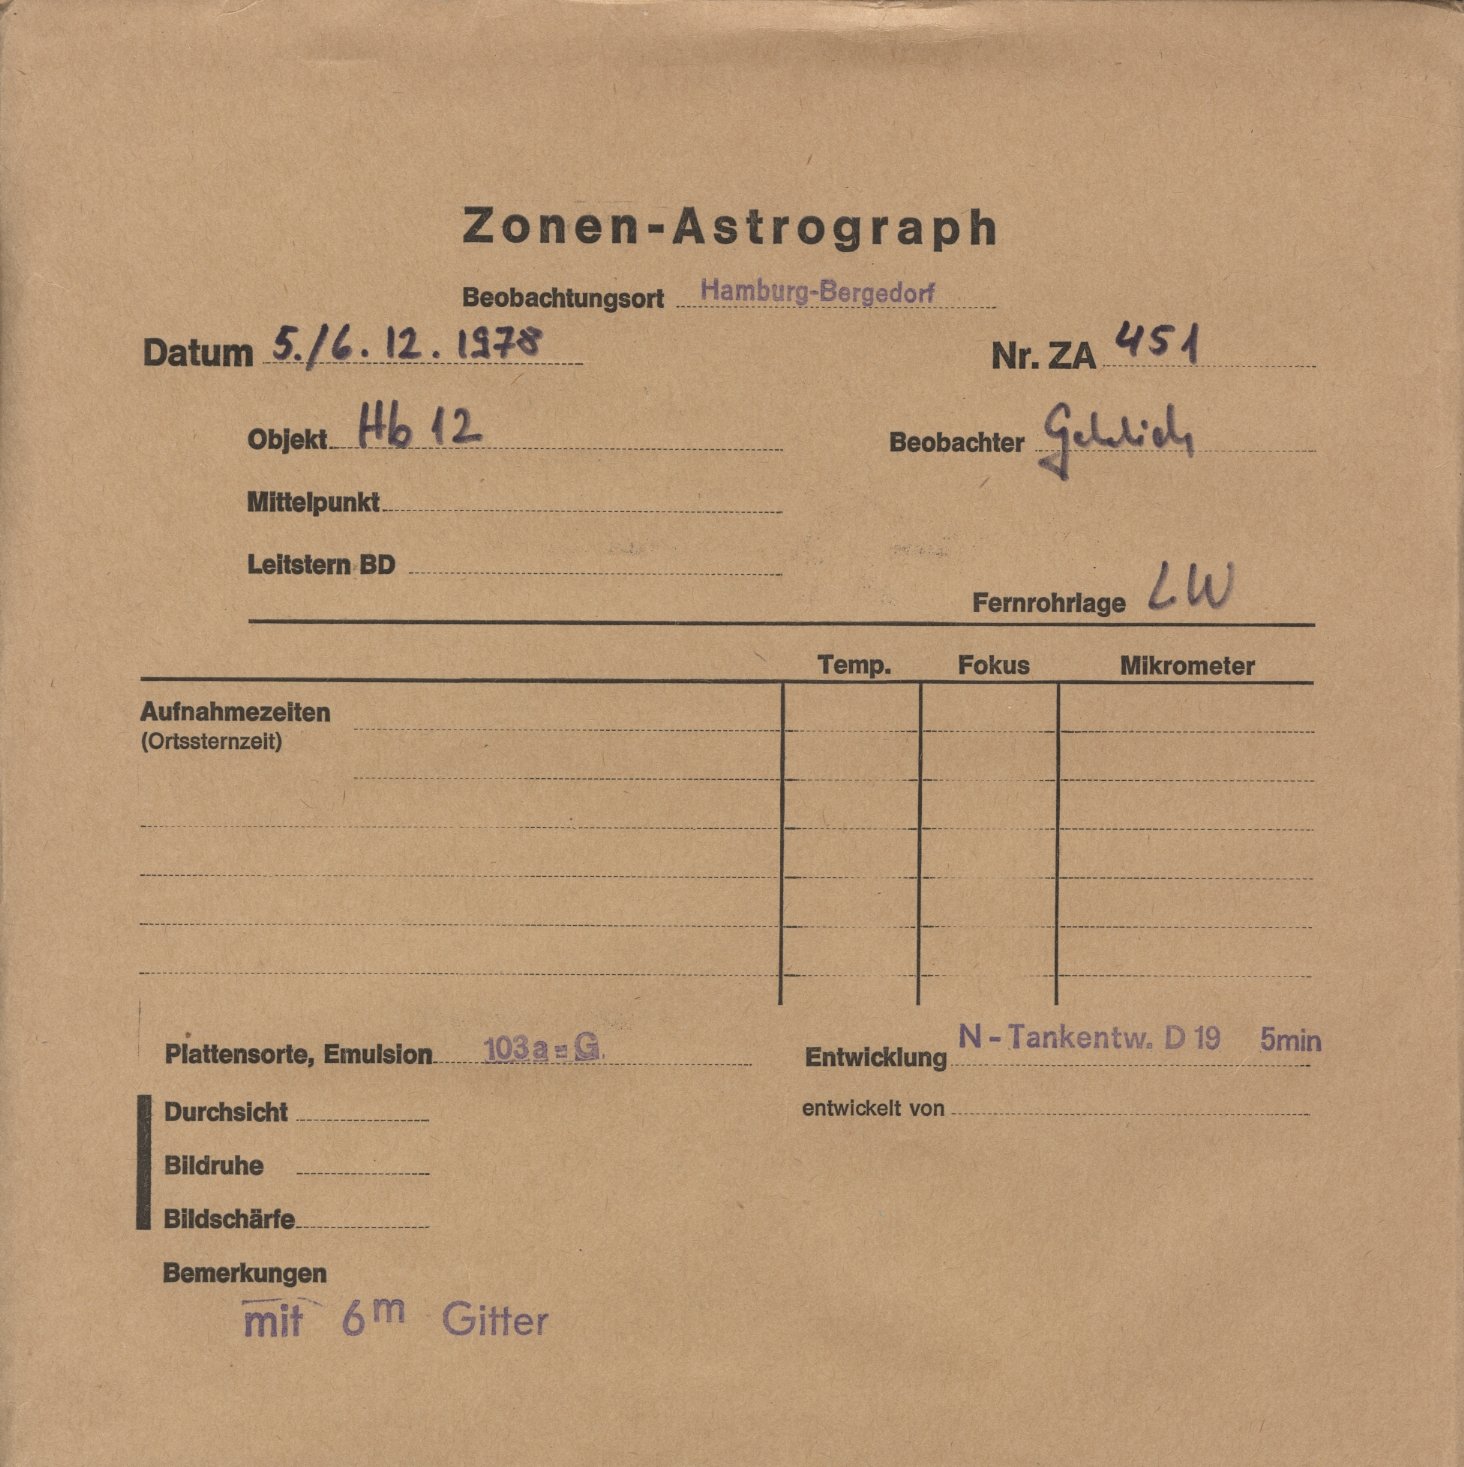 Zonen-Astrograph
Beobachtungsort Hamburg-Bergedorf
Datum 5./6. 12. 1978 Nr. ZA 451
Objekt Hb 12 Beobachter
Mittelpunkt
Leitstern BD
Fernrohrlage LW
Temp. Fokus Mikrometer
Aufnahmezeiten
(Ortssternzeit)
Plattensorte, Emulsion 103a-G Entwicklung N-Tankentw. D 19 5min
Durchsicht entwickelt von
Bildruhe
Bildschärfe
Bemerkungen
mit 6m Gitter